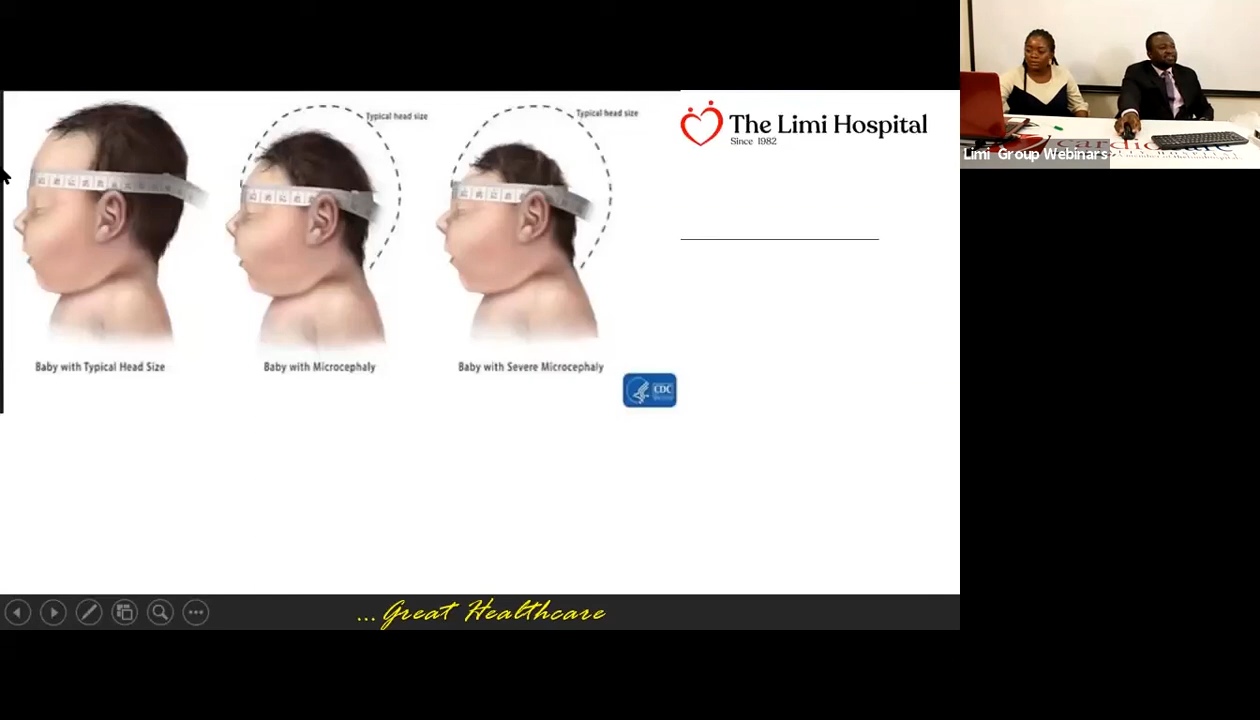 Typical head size
Typical head size
Baby with Typical Head Size
Baby with Microcephaly
Baby with Severe Microcephaly
CDC
The Limi Hospital
Since 1982
...Great Healthcare
Limi Group Webinars